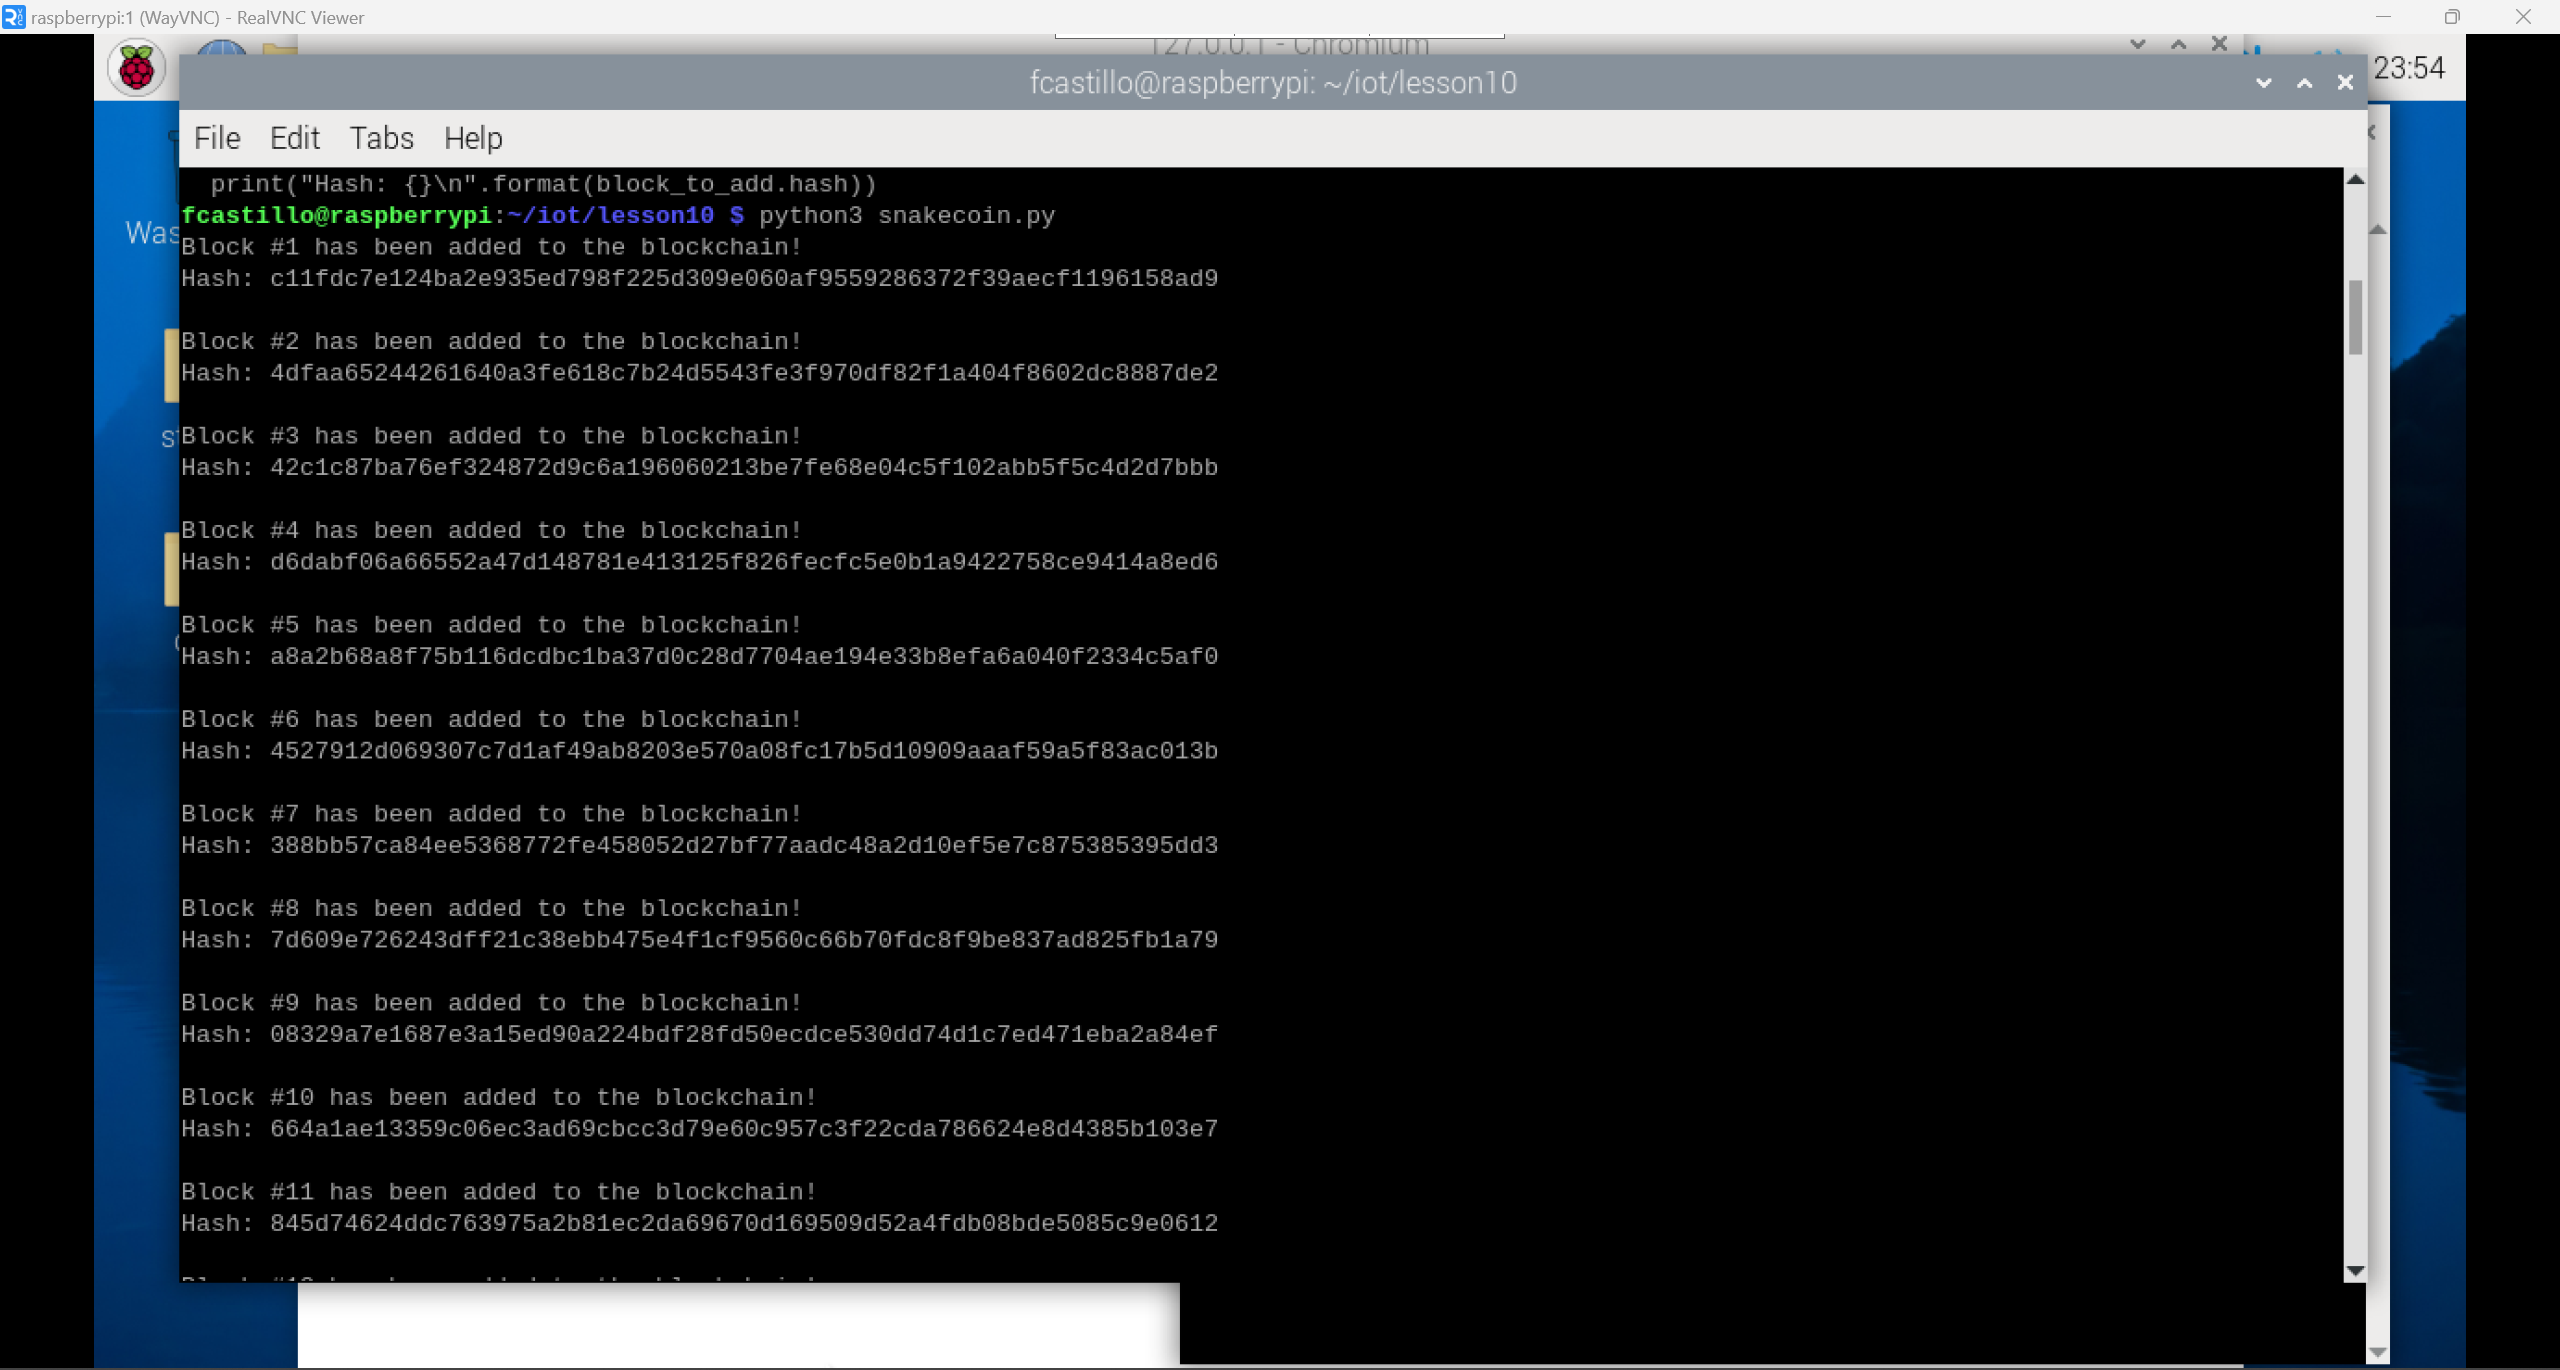 raspberrypi:1 (WayVNC) - RealVNC Viewer
127.0.0.1 - Chromium
23:54
fcastillo@raspberrypi: ~/iot/lesson10
File Edit Tabs Help
print("Hash: {}\n".format(block_to_add.hash))
fcastillo@raspberrypi:~/iot/lesson10 $ python3 snakecoin.py
Block #1 has been added to the blockchain!
Hash: c11fdc7e124ba2e935ed798f225d309e060af9559286372f39aecf1196158ad9
Block #2 has been added to the blockchain!
Hash: 4dfaa65244261640a3fe618c7b24d5543fe3f970df82f1a404f8602dc8887de2
Block #3 has been added to the blockchain!
Hash: 42c1c87ba76ef324872d9c6a196060213be7fe68e04c5f102abb5f5c4d2d7bbb
Block #4 has been added to the blockchain!
Hash: d6dabf06a66552a47d148781e413125f826fecfc5e0b1a9422758ce9414a8ed6
Block #5 has been added to the blockchain!
Hash: a8a2b68a8f75b116dcdbc1ba37d0c28d7704ae194e33b8efa6a040f2334c5af0
Block #6 has been added to the blockchain!
Hash: 4527912d069307c7d1af49ab8203e570a08fc17b5d10909aaaf59a5f83ac013b
Block #7 has been added to the blockchain!
Hash: 388bb57ca84ee5368772fe458052d27bf77aadc48a2d10ef5e7c875385395dd3
Block #8 has been added to the blockchain!
Hash: 7d609e726243dff21c38ebb475e4f1cf9560c66b70fdc8f9be837ad825fb1a79
Block #9 has been added to the blockchain!
Hash: 08329a7e1687e3a15ed90a224bdf28fd50ecdce530dd74d1c7ed471eba2a84ef
Block #10 has been added to the blockchain!
Hash: 664a1ae13359c06ec3ad69cbcc3d79e60c957c3f22cda786624e8d4385b103e7
Block #11 has been added to the blockchain!
Hash: 845d74624ddc763975a2b81ec2da69670d169509d52a4fdb08bde5085c9e0612